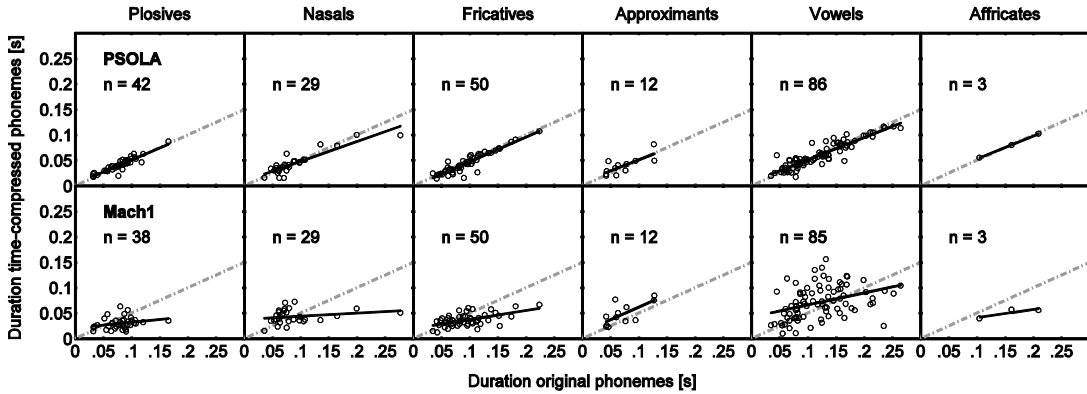 Plosives Nasals Fricatives Approximants Vowels Affricates
Duration time-compressed phonemes [s]
0.25
PSOLA
0.2
n = 42 n = 29 n = 50 n = 12 n = 86 n = 3
0.15
0.1
0.05
0
0.25
Mach1
0.2
n = 38 n = 29 n = 50 n = 12 n = 85 n = 3
0.15
0.1
0.05
0
0 .05 .1 .15 .2 .25 0 .05 .1 .15 .2 .25 0 .05 .1 .15 .2 .25 0 .05 .1 .15 .2 .25 0 .05 .1 .15 .2 .25 0 .05 .1 .15 .2 .25
Duration original phonemes [s]